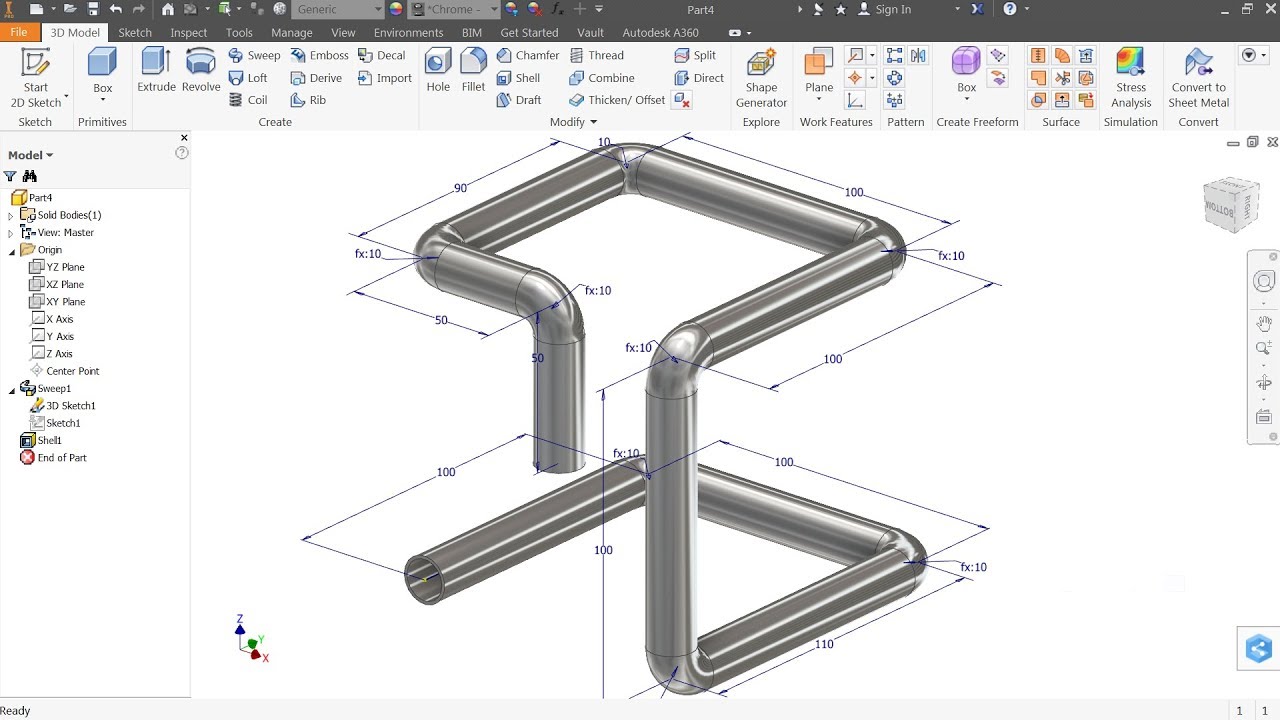 PRO Generic *Chrome - fx Part4 Sign In
File 3D Model Sketch Inspect Tools Manage View Environments BIM Get Started Vault Autodesk A360
Start
2D Sketch
Box
Extrude
Revolve
Sweep Emboss Decal
Loft Derive Import
Coil Rib
Hole
Fillet
Chamfer Thread Split
Shell Combine Direct
Draft Thicken/ Offset
Shape
Generator
Plane
Box
Stress
Analysis
Convert to
Sheet Metal
Sketch Primitives Create Modify Explore Work Features Pattern Create Freeform Surface Simulation Convert
Model
Part4
Solid Bodies(1)
View: Master
Origin
YZ Plane
XZ Plane
XY Plane
X Axis
Y Axis
Z Axis
Center Point
Sweep1
3D Sketch1
Sketch1
Shell1
End of Part
10
90
100
fx:10
fx:10
fx:10
50
50
fx:10
100
fx:10
100
100
100
fx:10
110
FRONT
BOTTOM
RIGHT
Z
Y
X
Ready 1 1